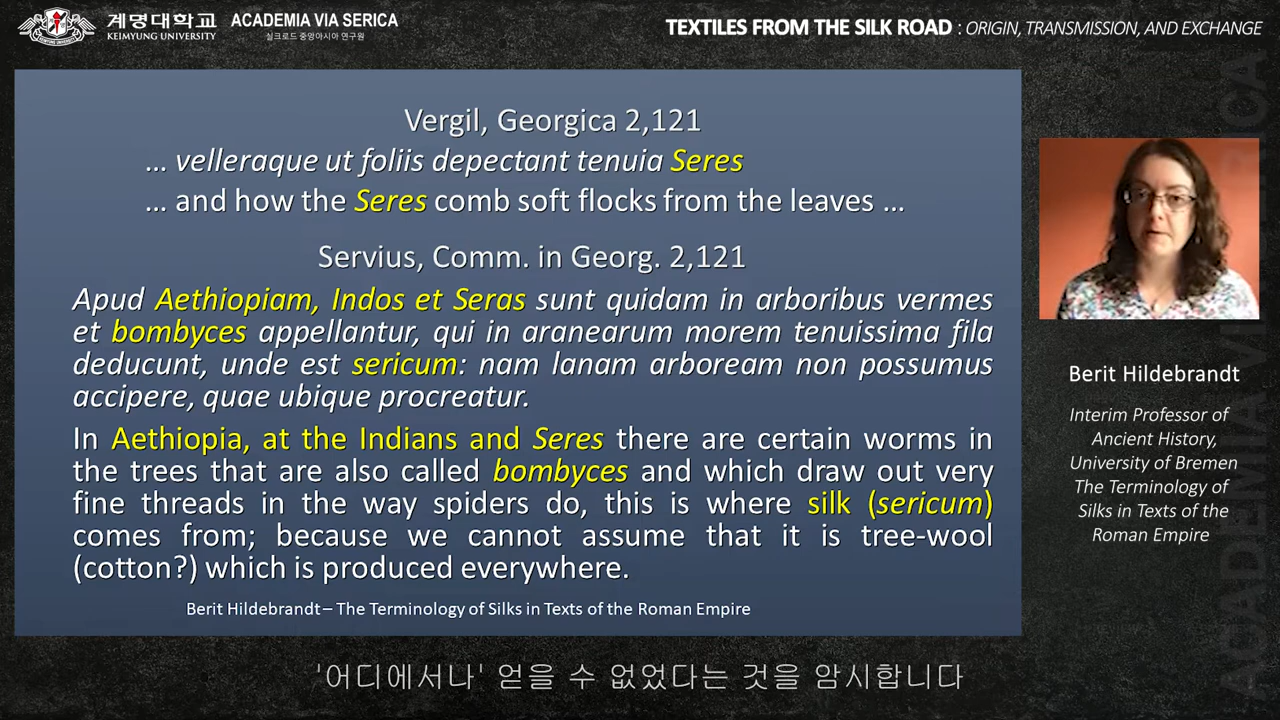 계명대학교
KEIMYUNG UNIVERSITY
ACADEMIA VIA SERICA
실크로드 중앙아시아 연구원
TEXTILES FROM THE SILK ROAD : ORIGIN, TRANSMISSION, AND EXCHANGE
Vergil, Georgica 2,121
... velleraque ut foliis depectant tenuia Seres
... and how the Seres comb soft flocks from the leaves ...
Servius, Comm. in Georg. 2,121
Apud Aethiopiam, Indos et Seras sunt quidam in arboribus vermes
et bombyces appellantur, qui in aranearum morem tenuissima fila
deducunt, unde est sericum: nam lanam arboream non possumus
accipere, quae ubique procreatur.
In Aethiopia, at the Indians and Seres there are certain worms in
the trees that are also called bombyces and which draw out very
fine threads in the way spiders do, this is where silk (sericum)
comes from; because we cannot assume that it is tree-wool
(cotton?) which is produced everywhere.
Berit Hildebrandt – The Terminology of Silks in Texts of the Roman Empire
Berit Hildebrandt
Interim Professor of
Ancient History,
University of Bremen
The Terminology of
Silks in Texts of the
Roman Empire
ACADEMIA VIA SERICA
'어디에서나' 얻을 수 없었다는 것을 암시합니다